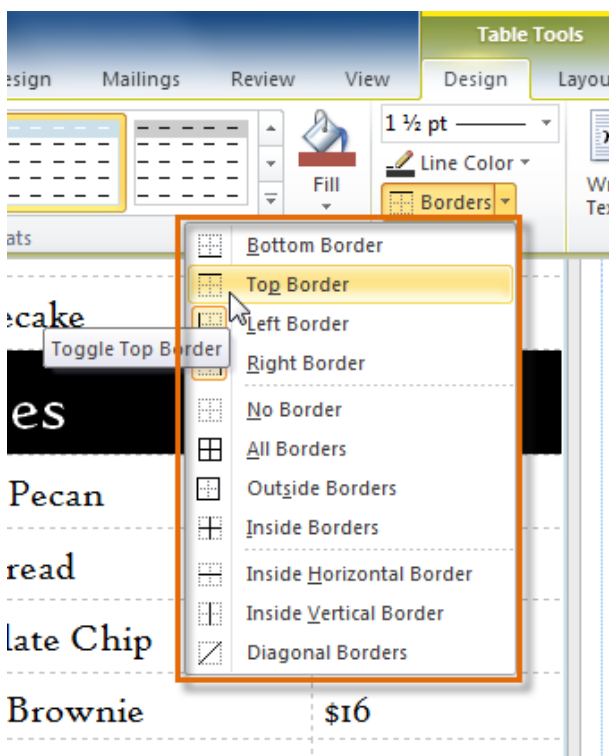 Table Tools
esign Mailings Review View Design Layou
1 ½ pt
Line Color
Fill
Borders
Wr
Tex
ats
Bottom Border
Top Border
Left Border
Right Border
No Border
All Borders
Outside Borders
Inside Borders
Inside Horizontal Border
Inside Vertical Border
Diagonal Borders
ecake
Toggle Top Border
es
Pecan
read
late Chip
Brownie $16